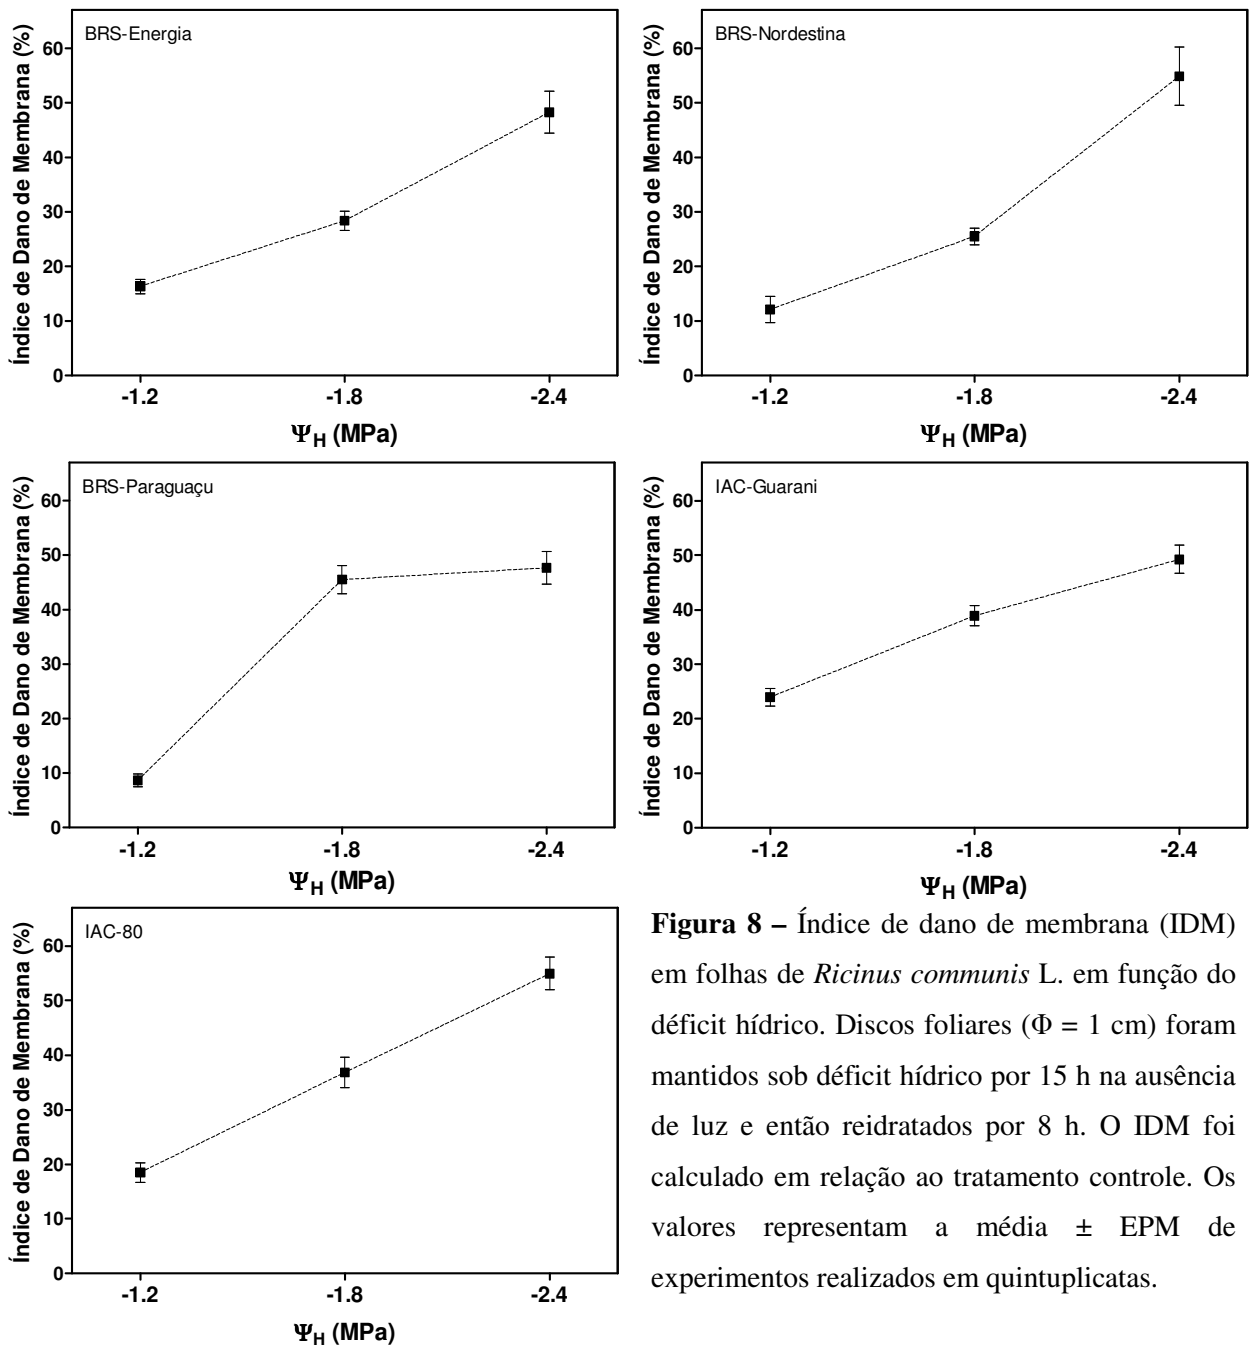 BRS-Energia
Índice de Dano de Membrana (%)
60
50
40
30
20
10
0
-1.2 -1.8 -2.4
Ψ_H (MPa)
BRS-Nordestina
Índice de Dano de Membrana (%)
60
50
40
30
20
10
0
-1.2 -1.8 -2.4
Ψ_H (MPa)
BRS-Paraguaçu
Índice de Dano de Membrana (%)
60
50
40
30
20
10
0
-1.2 -1.8 -2.4
Ψ_H (MPa)
IAC-Guarani
Índice de Dano de Membrana (%)
60
50
40
30
20
10
0
-1.2 -1.8 -2.4
Ψ_H (MPa)
IAC-80
Índice de Dano de Membrana (%)
60
50
40
30
20
10
0
-1.2 -1.8 -2.4
Ψ_H (MPa)
Figura 8 – Índice de dano de membrana (IDM)
em folhas de Ricinus communis L. em função do
déficit hídrico. Discos foliares (Φ = 1 cm) foram
mantidos sob déficit hídrico por 15 h na ausência
de luz e então reidratados por 8 h. O IDM foi
calculado em relação ao tratamento controle. Os
valores representam a média ± EPM de
experimentos realizados em quintuplicatas.